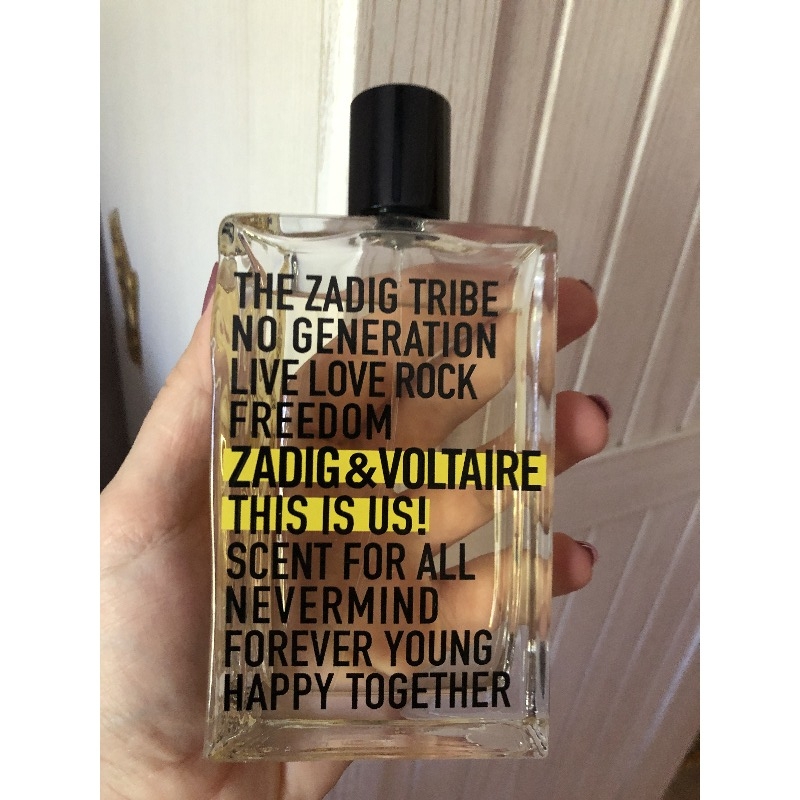 THE ZADIG TRIBE
NO GENERATION
LIVE LOVE ROCK
FREEDOM
ZADIG&VOLTAIRE
THIS IS US!
SCENT FOR ALL
NEVERMIND
FOREVER YOUNG
HAPPY TOGETHER